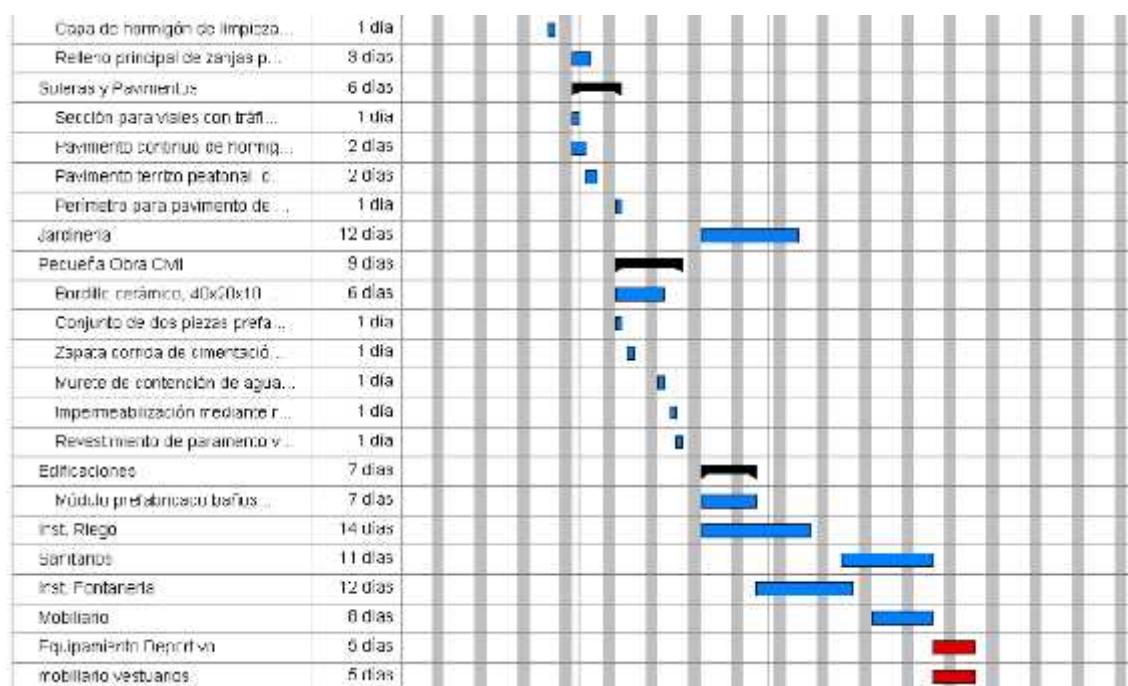 Capa de hormigón de limpieza... 1 día
Relleno principal de zanjas p... 3 días
Soleras y Pavimentos 6 días
Sección para viales con tráfi... 1 día
Pavimento continuo de hormig... 2 días
Pavimento terrizo peatonal, d... 2 días
Perímetro para pavimento de ... 1 día
Jardinería 12 días
Pequeña Obra Civil 9 días
Bordillo cerámico, 40x20x10 ... 6 días
Conjunto de dos piezas prefa... 1 día
Zapata corrida de cimentació... 1 día
Murete de contención de agua... 1 día
Impermeabilización mediante r... 1 día
Revestimiento de paramento v... 1 día
Edificaciones 7 días
Módulo prefabricado baños ... 7 días
Inst. Riego 14 días
Sanitarios 11 días
Inst. Fontanería 12 días
Mobiliario 8 días
Equipamiento Deportivo 5 días
mobiliario vestuarios 5 días